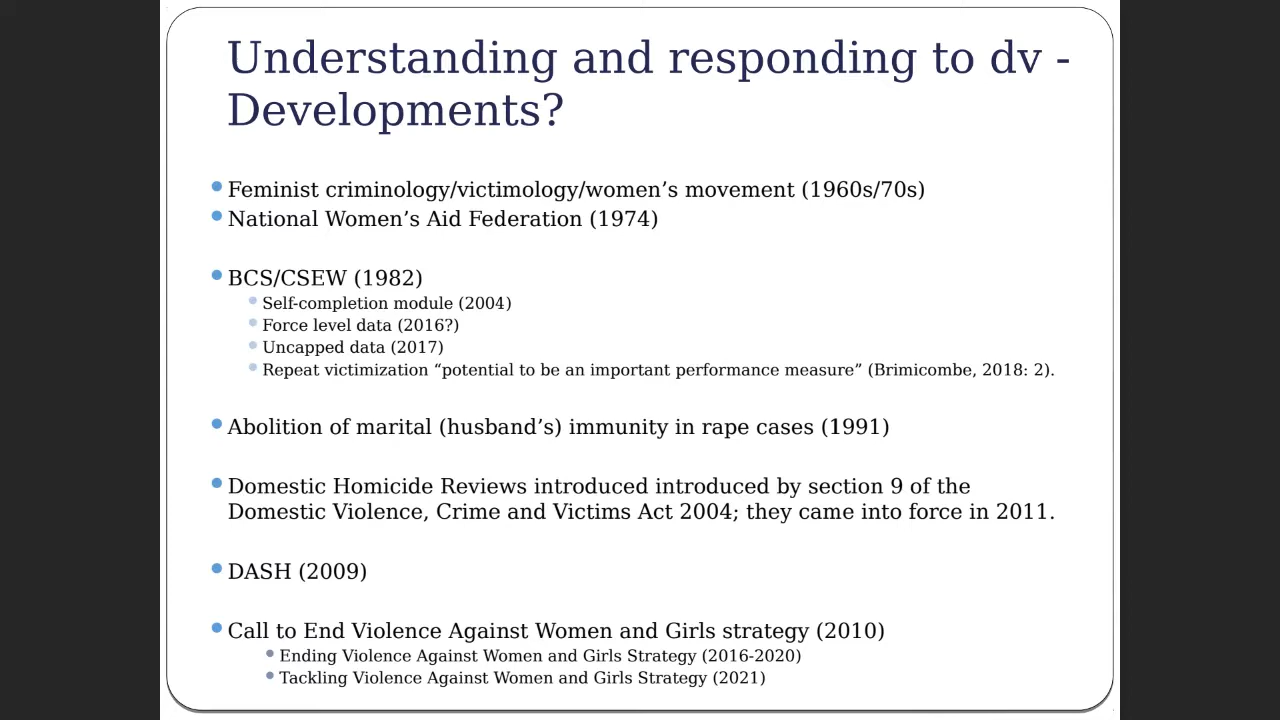 Understanding and responding to dv -
Developments?
Feminist criminology/victimology/women’s movement (1960s/70s)
National Women’s Aid Federation (1974)
BCS/CSEW (1982)
Self-completion module (2004)
Force level data (2016?)
Uncapped data (2017)
Repeat victimization “potential to be an important performance measure” (Brimicombe, 2018: 2).
Abolition of marital (husband’s) immunity in rape cases (1991)
Domestic Homicide Reviews introduced introduced by section 9 of the
Domestic Violence, Crime and Victims Act 2004; they came into force in 2011.
DASH (2009)
Call to End Violence Against Women and Girls strategy (2010)
Ending Violence Against Women and Girls Strategy (2016-2020)
Tackling Violence Against Women and Girls Strategy (2021)